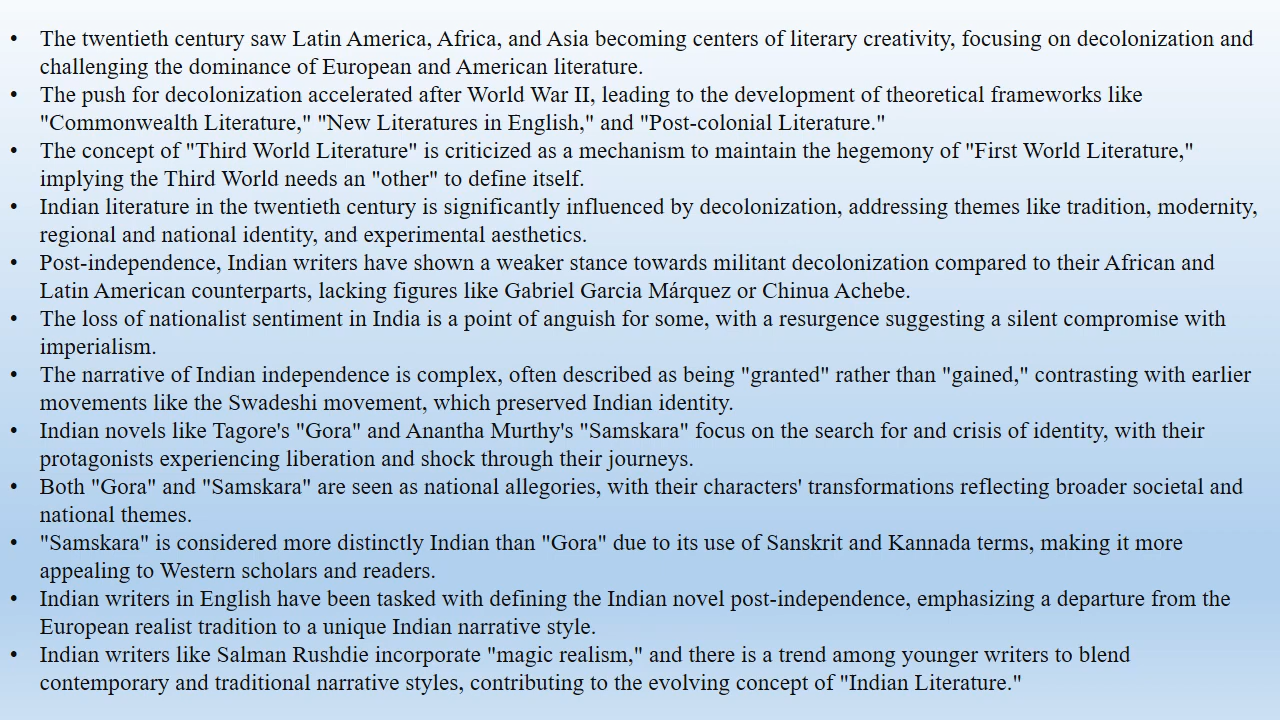 • The twentieth century saw Latin America, Africa, and Asia becoming centers of literary creativity, focusing on decolonization and
challenging the dominance of European and American literature.
• The push for decolonization accelerated after World War II, leading to the development of theoretical frameworks like
"Commonwealth Literature," "New Literatures in English," and "Post-colonial Literature."
• The concept of "Third World Literature" is criticized as a mechanism to maintain the hegemony of "First World Literature,"
implying the Third World needs an "other" to define itself.
• Indian literature in the twentieth century is significantly influenced by decolonization, addressing themes like tradition, modernity,
regional and national identity, and experimental aesthetics.
• Post-independence, Indian writers have shown a weaker stance towards militant decolonization compared to their African and
Latin American counterparts, lacking figures like Gabriel Garcia Márquez or Chinua Achebe.
• The loss of nationalist sentiment in India is a point of anguish for some, with a resurgence suggesting a silent compromise with
imperialism.
• The narrative of Indian independence is complex, often described as being "granted" rather than "gained," contrasting with earlier
movements like the Swadeshi movement, which preserved Indian identity.
• Indian novels like Tagore's "Gora" and Anantha Murthy's "Samskara" focus on the search for and crisis of identity, with their
protagonists experiencing liberation and shock through their journeys.
• Both "Gora" and "Samskara" are seen as national allegories, with their characters' transformations reflecting broader societal and
national themes.
• "Samskara" is considered more distinctly Indian than "Gora" due to its use of Sanskrit and Kannada terms, making it more
appealing to Western scholars and readers.
• Indian writers in English have been tasked with defining the Indian novel post-independence, emphasizing a departure from the
European realist tradition to a unique Indian narrative style.
• Indian writers like Salman Rushdie incorporate "magic realism," and there is a trend among younger writers to blend
contemporary and traditional narrative styles, contributing to the evolving concept of "Indian Literature."